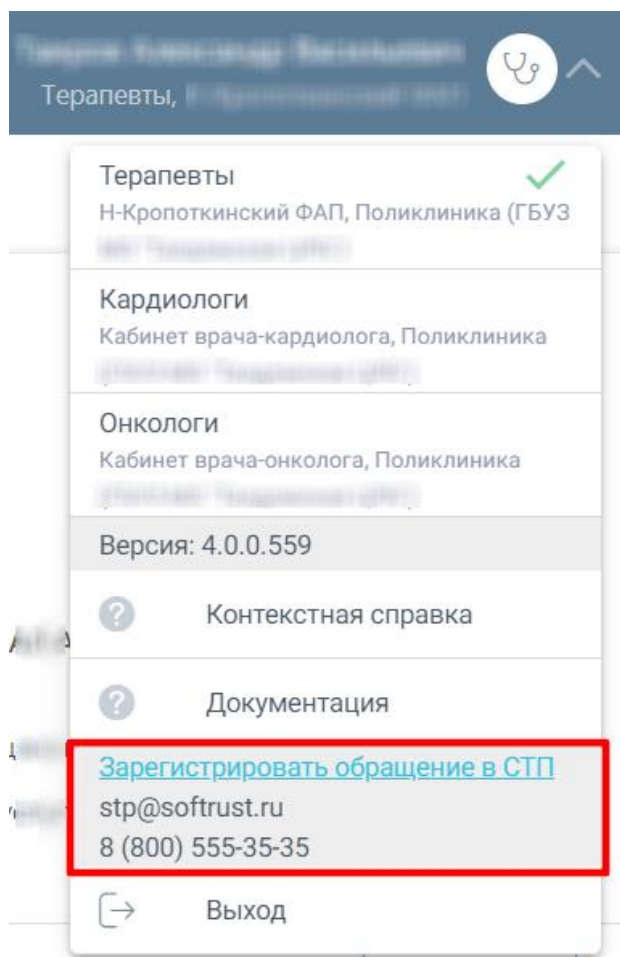 Терапевты,
Терапевты
Н-Кропоткинский ФАП, Поликлиника (ГБУЗ
Кардиологи
Кабинет врача-кардиолога, Поликлиника
Онкологи
Кабинет врача-онколога, Поликлиника
Версия: 4.0.0.559
Контекстная справка
Документация
Зарегистрировать обращение в СТП
stp@softrust.ru
8 (800) 555-35-35
Выход